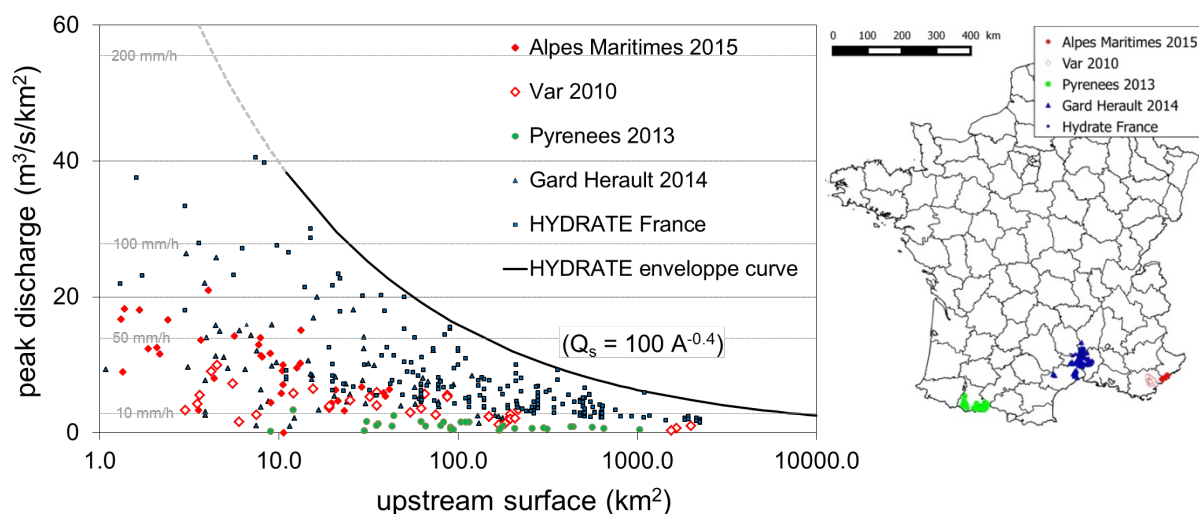 60
200 mm/h
40
100 mm/h
20
50 mm/h
10 mm/h
0
peak discharge (m³/s/km²)
1.0
10.0
100.0
1000.0
10000.0
upstream surface (km²)
Alpes Maritimes 2015
Var 2010
Pyrenees 2013
Gard Herault 2014
HYDRATE France
HYDRATE enveloppe curve
(Qₛ = 100 A⁻⁰·⁴)
0 100 200 300 400 km
Alpes Maritimes 2015
Var 2010
Pyrenees 2013
Gard Herault 2014
Hydrate France